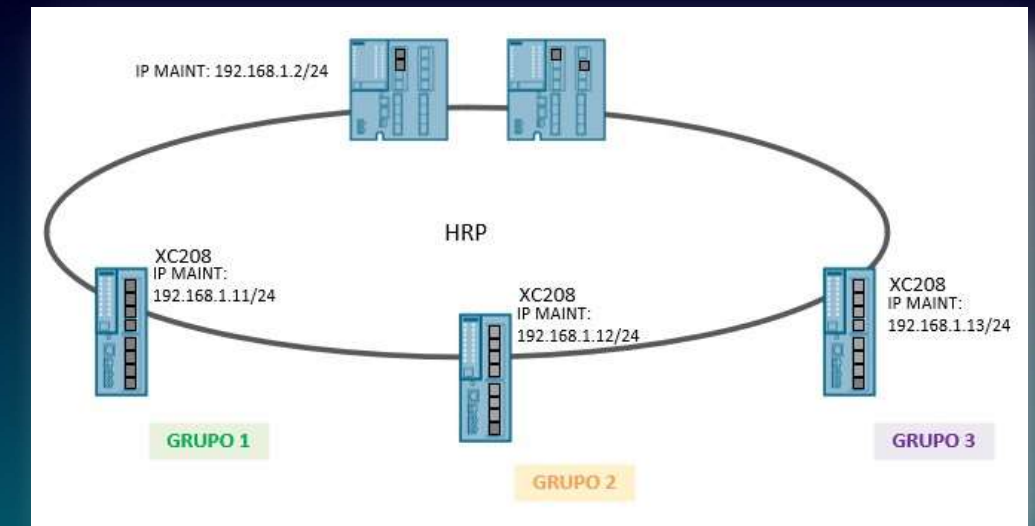 IP MAINT: 192.168.1.2/24
HRP
XC208
IP MAINT:
192.168.1.11/24
XC208
IP MAINT:
192.168.1.12/24
XC208
IP MAINT:
192.168.1.13/24
GRUPO 1
GRUPO 2
GRUPO 3